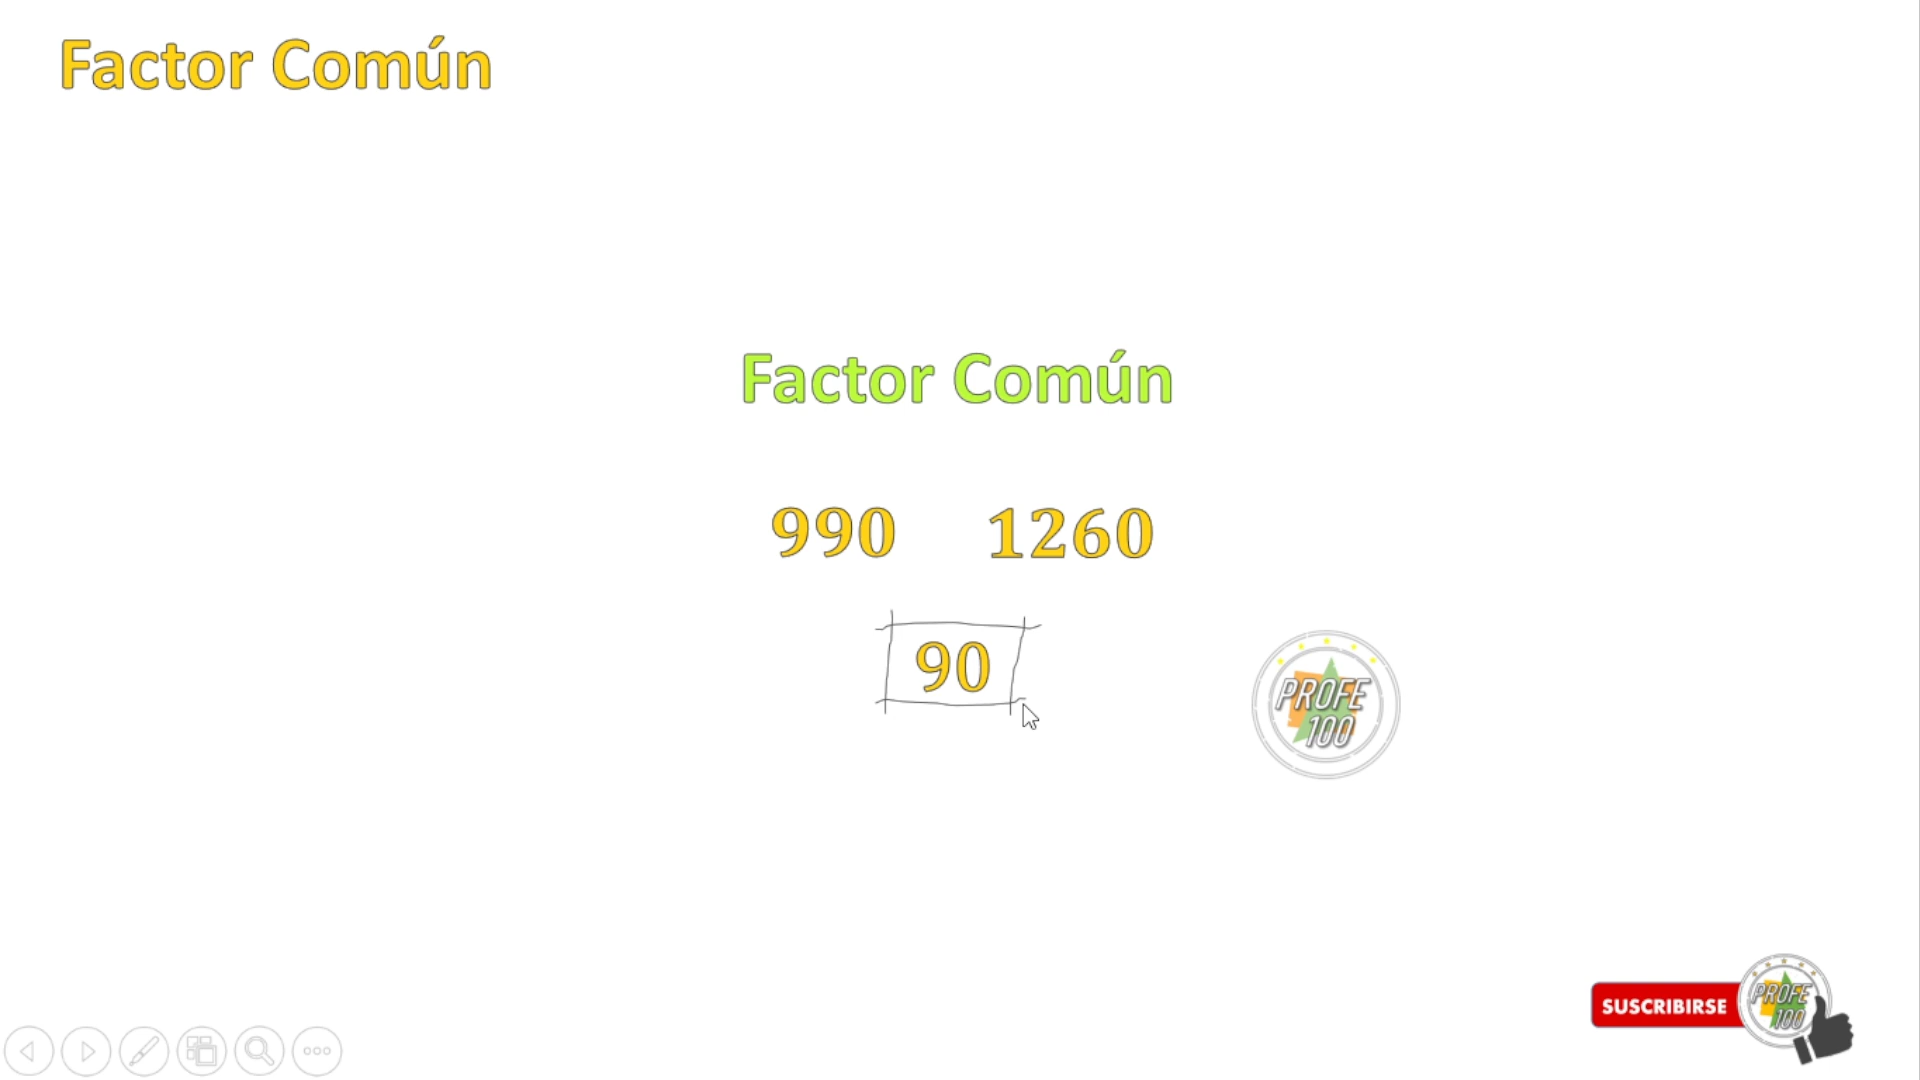 Factor Común
Factor Común
990 1260
90
PROFE
100
SUSCRIBIRSE
PROFE
100